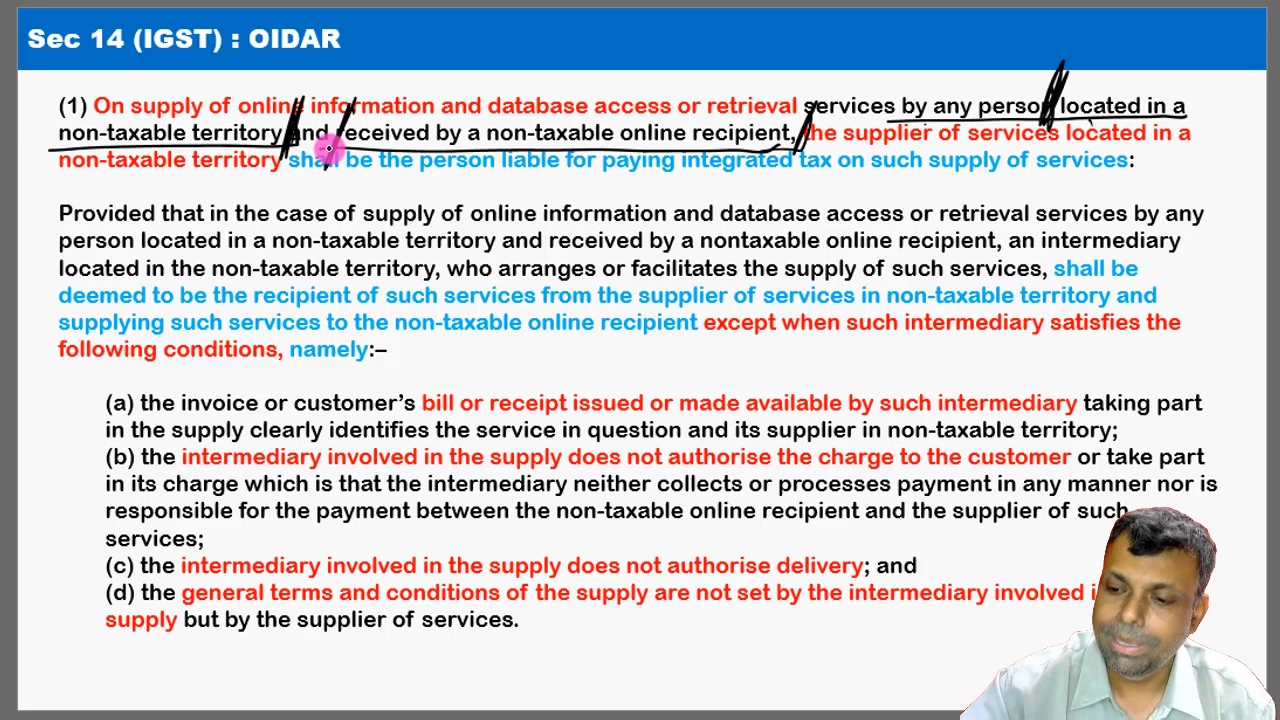 Sec 14 (IGST) : OIDAR
(1) On supply of online information and database access or retrieval services by any person located in a
non-taxable territory and received by a non-taxable online recipient, the supplier of services located in a
non-taxable territory shall be the person liable for paying integrated tax on such supply of services:
Provided that in the case of supply of online information and database access or retrieval services by any
person located in a non-taxable territory and received by a nontaxable online recipient, an intermediary
located in the non-taxable territory, who arranges or facilitates the supply of such services, shall be
deemed to be the recipient of such services from the supplier of services in non-taxable territory and
supplying such services to the non-taxable online recipient except when such intermediary satisfies the
following conditions, namely:–
(a) the invoice or customer’s bill or receipt issued or made available by such intermediary taking part
in the supply clearly identifies the service in question and its supplier in non-taxable territory;
(b) the intermediary involved in the supply does not authorise the charge to the customer or take part
in its charge which is that the intermediary neither collects or processes payment in any manner nor is
responsible for the payment between the non-taxable online recipient and the supplier of such
services;
(c) the intermediary involved in the supply does not authorise delivery; and
(d) the general terms and conditions of the supply are not set by the intermediary involved
supply but by the supplier of services.